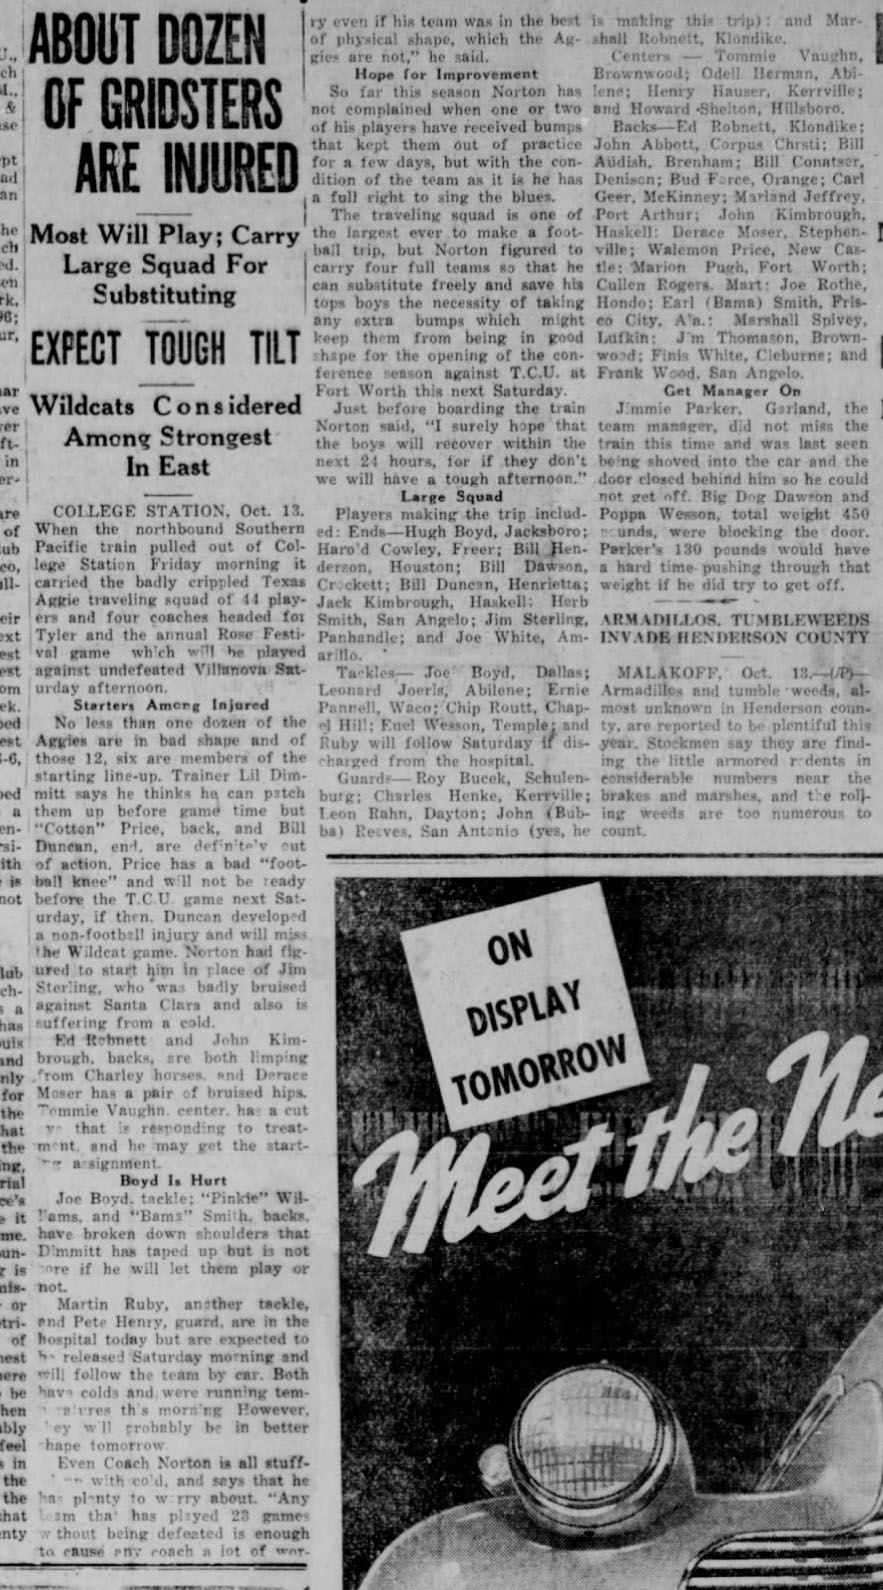 ABOUT DOZEN
OF GRIDSTERS
ARE INJURED
Most Will Play; Carry
Large Squad For
Substituting
EXPECT TOUGH TILT
Wildcats Considered
Among Strongest
In East
COLLEGE STATION, Oct. 13.
When the northbound Southern
Pacific train pulled out of Col-
lege Station Friday morning it
carried the badly crippled Texas
Aggie traveling squad of 44 play-
ers and four coaches headed for
Tyler and the annual Rose Festi-
val game which will be played
against undefeated Villanova Sat-
urday afternoon.
Starters Among Injured
No less than one dozen of the
Aggies are in bad shape and of
those 12, six are members of the
starting line-up. Trainer Lil Dim-
mitt says he thinks he can patch
them up before game time but
"Cotton" Price, back, and Bill
Duncan, end, are def'n'te'v out
of action. Price has a bad "foot-
ball knee" and will not be ready
before the T.C.U. game next Sat-
urday, if then. Duncan developed
a non-football injury and will miss
the Wildcat game. Norton had fig-
ured to start him in place of Jim
Sterling, who was badly bruised
against Santa Clara and also is
suffering from a cold.
Ed Robnett and John Kim-
brough, backs, are both limping
from Charley horses and Derace
Moser has a pair of bruised hips.
Tommie Vaughn, center, has a cut
that is responding to treat-
ment and he may get the start-
assignment.
Boyd Is Hurt
Joe Boyd, tackle; "Pinkie" Wil-
liams, and "Bama" Smith, backs,
have broken down shoulders that
Dimmitt has taped up but is not
sure if he will let them play or
not.
Martin Ruby, another tackle,
and Pete Henry, guard, are in the
hospital today but are expected to
be released Saturday morning and
will follow the team by car. Both
have colds and were running tem-
this morning However,
they will probably be in better
shape tomorrow
Even Coach Norton is all stuff-
with cold, and says that he
has plenty to worry about. "Any
team that has played 23 games
without being defeated is enough
to cause any coach a lot of wor-
ry even if his team was in the best
of physical shape, which the Ag-
gies are not," he said.
Hope for Improvement
So far this season Norton has
not complained when one or two
of his players have received bumps
that kept them out of practice
for a few days, but with the con-
dition of the team as it is he has
a full right to sing the blues.
The traveling squad is one of
the largest ever to make a foot-
ball trip, but Norton figured to
carry four full teams so that he
can substitute freely and save his
tops boys the necessity of taking
any extra bumps which might
keep them from being in good
shape for the opening of the con-
ference season against T.C.U. at
Fort Worth this next Saturday.
Just before boarding the train
Norton said, "I surely hope that
the boys will recover within the
next 24 hours, for if they don't
we will have a tough afternoon."
Large Squad
Players making the trip includ-
ed: Ends—Hugh Boyd, Jacksboro;
Haro'd Cowley, Freer; Bill Hen-
derson, Houston; Bill Dawson,
Crockett; Bill Duncan, Henrietta;
Jack Kimbrough, Haskell; Herb
Smith, San Angelo; Jim Sterling,
Panhandle; and Joe White, Am-
arillo.
Tackles— Joe Boyd, Dallas;
Leonard Joeris, Abilene; Ernie
Pannell, Waco; Chip Routt, Chap-
el Hill; Euel Wesson, Temple; and
Ruby will follow Saturday if dis-
charged from the hospital.
Guards—Roy Bucek, Schulen-
burg; Charles Henke, Kerrville;
Leon Rahn, Dayton; John (Bub-
ba) Reeves, San Antonio (yes, he
is making this trip); and Mar-
shall Robnett, Klondike.
Centers — Tommie Vaughn,
Brownwood; Odell Herman, Abi-
lene; Henry Hauser, Kerrville;
and Howard Shelton, Hillsboro.
Backs—Ed Robnett, Klondike;
John Abbott, Corpus Chrsti; Bill
Audish, Brenham; Bill Conatser,
Denison; Bud Force, Orange; Carl
Geer, McKinney; Marland Jeffrey,
Port Arthur; John Kimbrough,
Haskell; Derace Moser, Stephen-
ville; Walemon Price, New Cas-
tle; Marion Pugh, Fort Worth;
Cullen Rogers, Mart; Joe Rothe,
Hondo; Earl (Bama) Smith, Fris-
co City, A'a.; Marshall Spivey,
Lufkin; J'm Thomason, Brown-
wood; Finis White, Cleburne; and
Frank Wood, San Angelo.
Get Manager On
Jimmie Parker, Garland, the
team manager, did not miss the
train this time and was last seen
being shoved into the car and the
door closed behind him so he could
not get off. Big Dog Dawson and
Poppa Wesson, total weight 450
pounds, were blocking the door.
Parker's 130 pounds would have
a hard time pushing through that
weight if he did try to get off.
ARMADILLOS, TUMBLEWEEDS
INVADE HENDERSON COUNTY
MALAKOFF, Oct. 13.—(AP)—
Armadillos and tumble weeds, al-
most unknown in Henderson coun-
ty, are reported to be plentiful this
year. Stockmen say they are find-
ing the little armored rodents in
considerable numbers near the
brakes and marshes, and the roll-
ing weeds are too numerous to
count.
ON
DISPLAY
TOMORROW
Meet the Ne